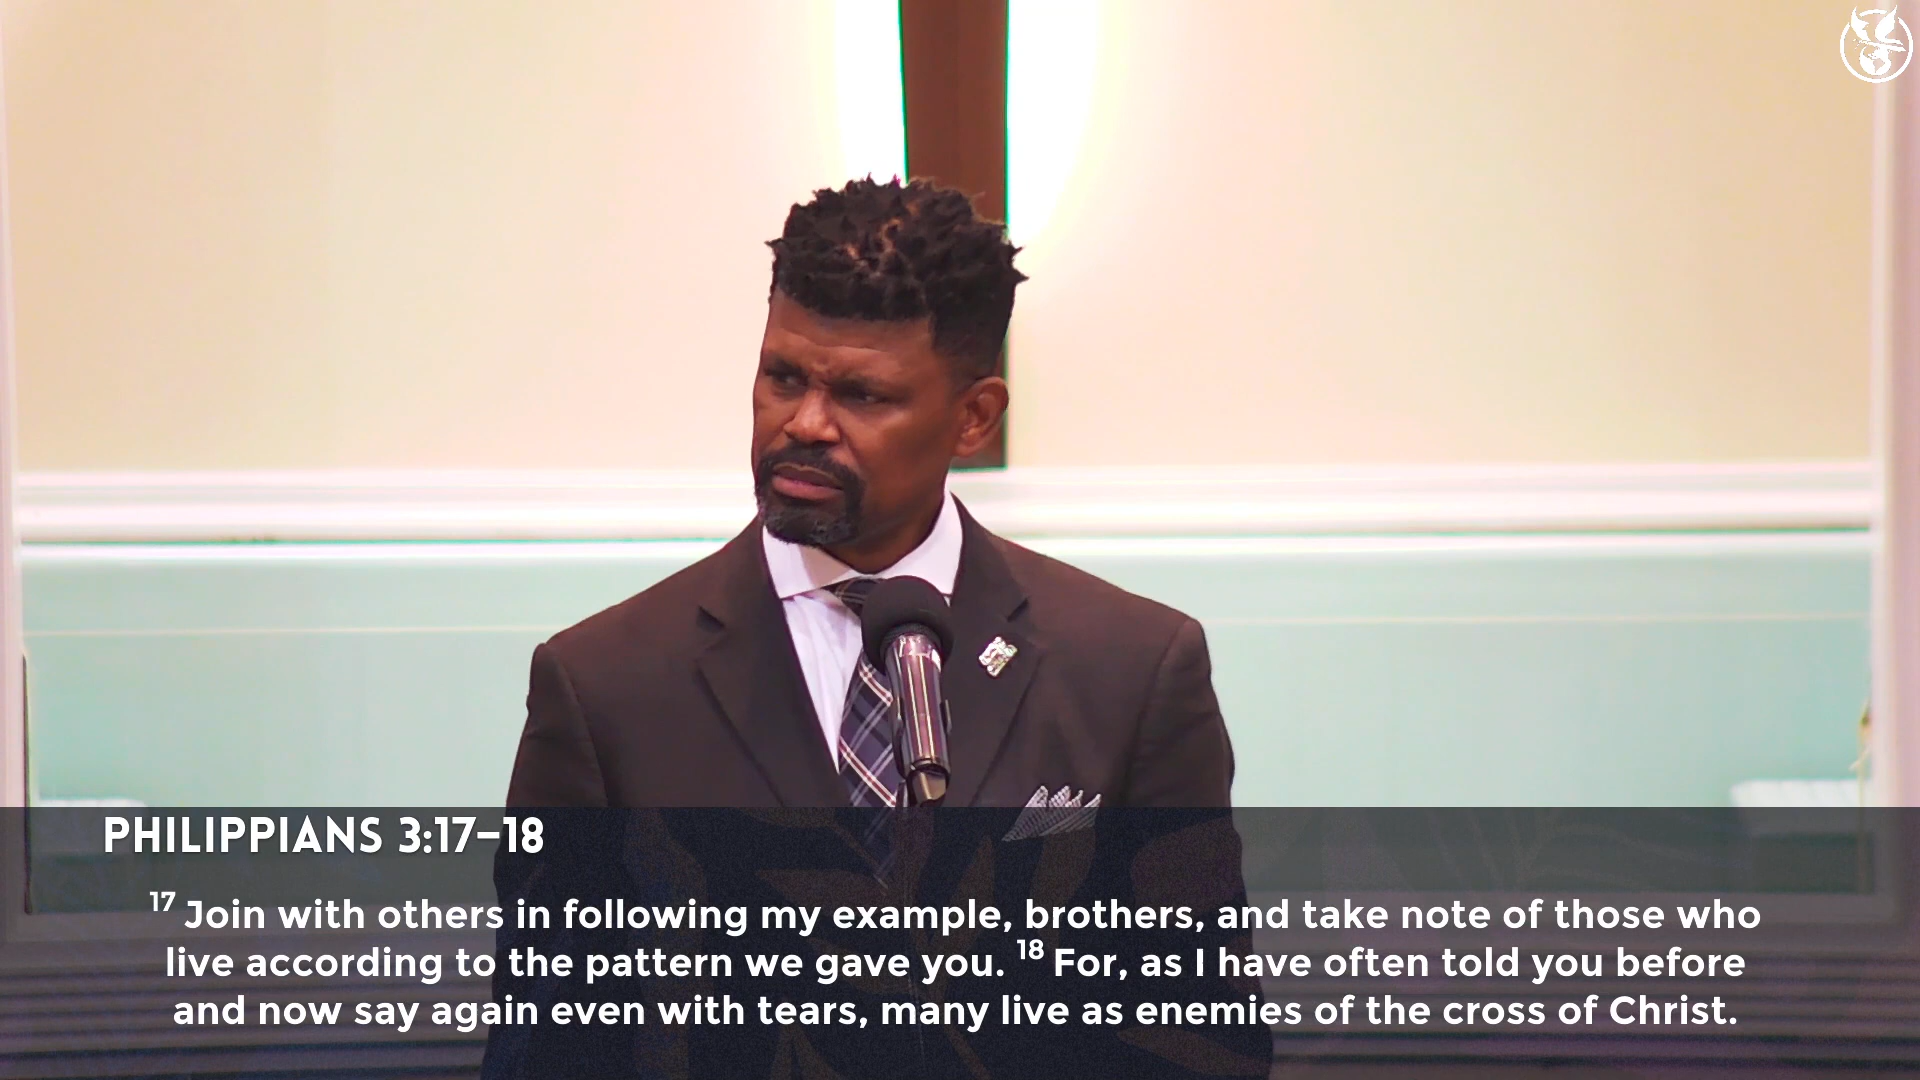 PHILIPPIANS 3:17–18
17 Join with others in following my example, brothers, and take note of those who
live according to the pattern we gave you. 18 For, as I have often told you before
and now say again even with tears, many live as enemies of the cross of Christ.